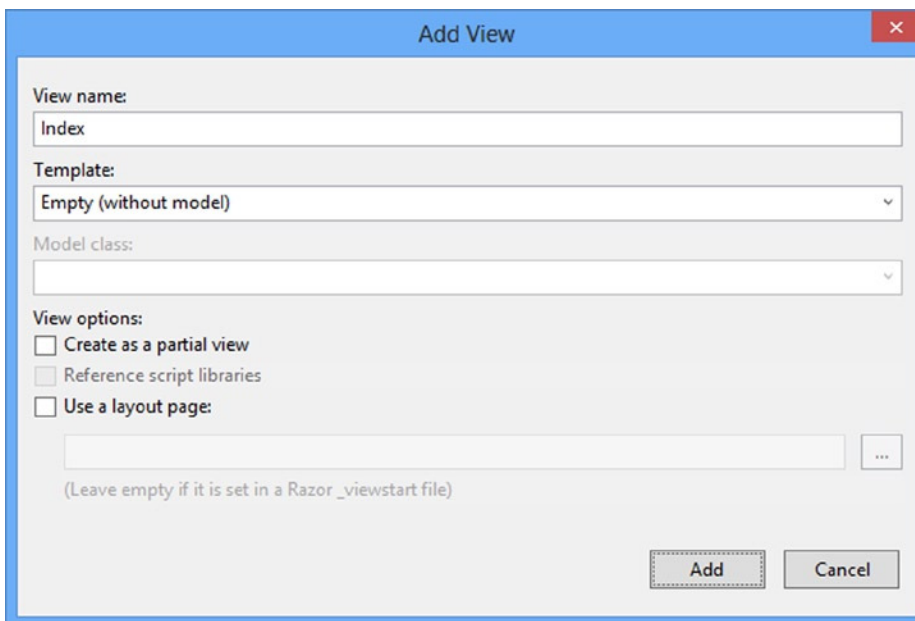 Add View
View name:
Index
Template:
Empty (without model)
Model class:
View options:
Create as a partial view
Reference script libraries
Use a layout page:
...
(Leave empty if it is set in a Razor _viewstart file)
Add Cancel